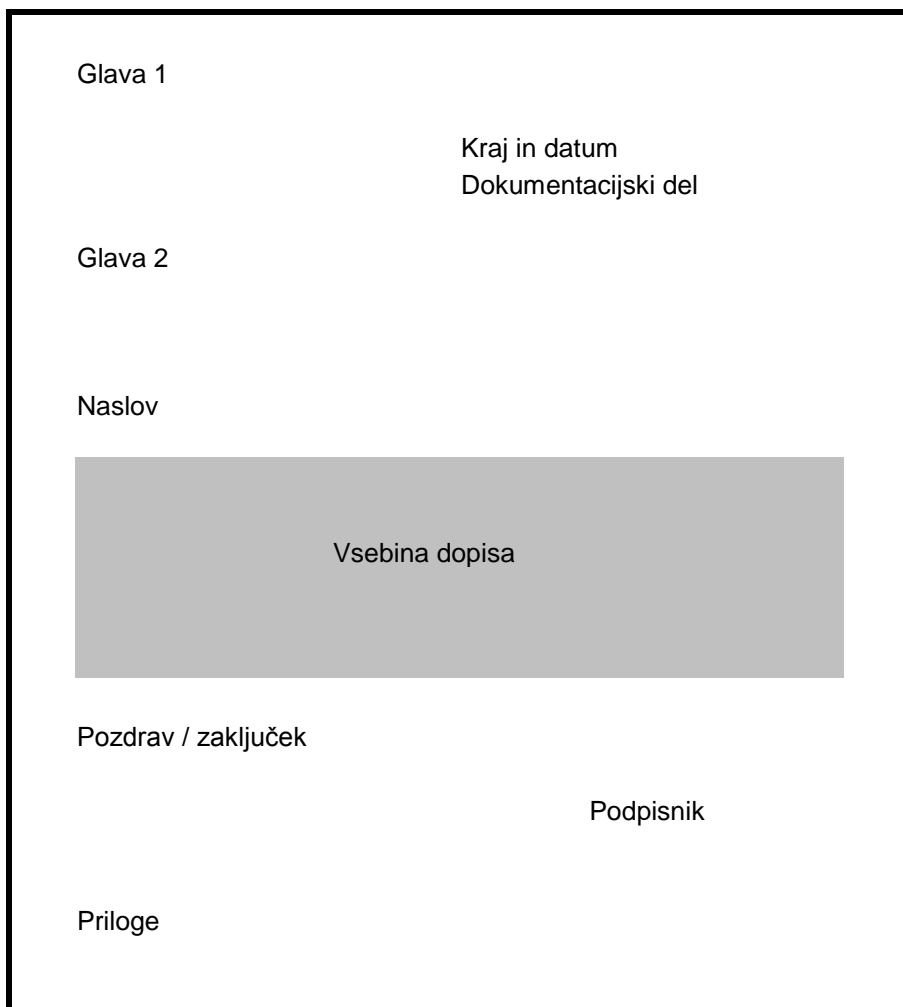 Glava 1
Kraj in datum
Dokumentacijski del
Glava 2
Naslov
Vsebina dopisa
Pozdrav / zaključek
Podpisnik
Priloge